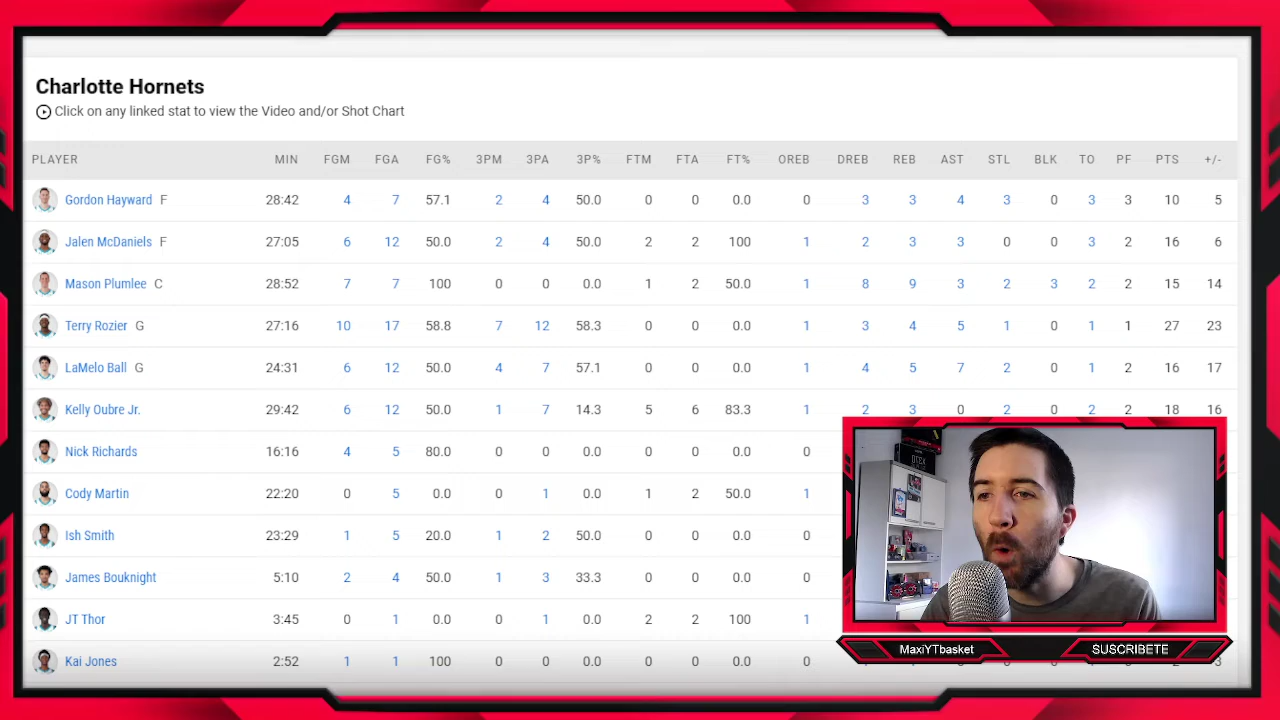 Charlotte Hornets
Click on any linked stat to view the Video and/or Shot Chart
PLAYER MIN FGM FGA FG% 3PM 3PA 3P% FTM FTA FT% OREB DREB REB AST STL BLK TO PF PTS +/-
Gordon Hayward F 28:42 4 7 57.1 2 4 50.0 0 0 0.0 0 3 3 4 3 0 3 3 10 5
Jalen McDaniels F 27:05 6 12 50.0 2 4 50.0 2 2 100 1 2 3 3 0 0 3 2 16 6
Mason Plumlee C 28:52 7 7 100 0 0 0.0 1 2 50.0 1 8 9 3 2 3 2 2 15 14
Terry Rozier G 27:16 10 17 58.8 7 12 58.3 0 0 0.0 1 3 4 5 1 0 1 1 27 23
LaMelo Ball G 24:31 6 12 50.0 4 7 57.1 0 0 0.0 1 4 5 7 2 0 1 2 16 17
Kelly Oubre Jr. 29:42 6 12 50.0 1 7 14.3 5 6 83.3 1 2 3 0 2 0 2 2 18 16
Nick Richards 16:16 4 5 80.0 0 0 0.0 0 0 0.0 0
Cody Martin 22:20 0 5 0.0 0 1 0.0 1 2 50.0 1
Ish Smith 23:29 1 5 20.0 1 2 50.0 0 0 0.0 0
James Bouknight 5:10 2 4 50.0 1 3 33.3 0 0 0.0 0
JT Thor 3:45 0 1 0.0 0 1 0.0 2 2 100 1
Kai Jones 2:52 1 1 100 0 0 0.0 0 0 0.0 0
MaxiYTbasket
SUSCRIBETE